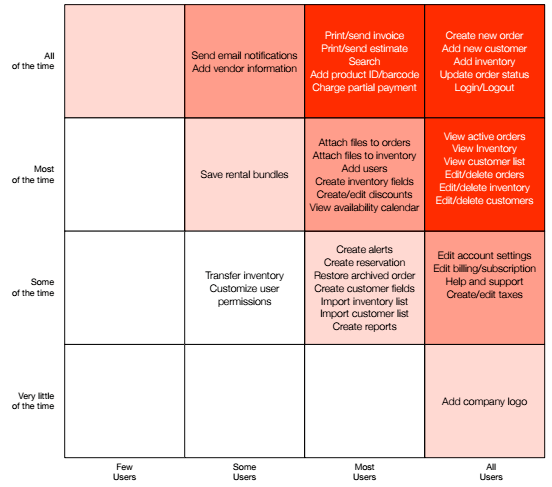 All
of the time
Send email notifications
Add vendor information
Print/send invoice
Print/send estimate
Search
Add product ID/barcode
Charge partial payment
Create new order
Add new customer
Add inventory
Update order status
Login/Logout
Most
of the time
Save rental bundles
Attach files to orders
Attach files to inventory
Add users
Create inventory fields
Create/edit discounts
View availability calendar
View active orders
View Inventory
View customer list
Edit/delete orders
Edit/delete inventory
Edit/delete customers
Some
of the time
Transfer inventory
Customize user
permissions
Create alerts
Create reservation
Restore archived order
Create customer fields
Import inventory list
Import customer list
Create reports
Edit account settings
Edit billing/subscription
Help and support
Create/edit taxes
Very little
of the time
Add company logo
Few
Users
Some
Users
Most
Users
All
Users